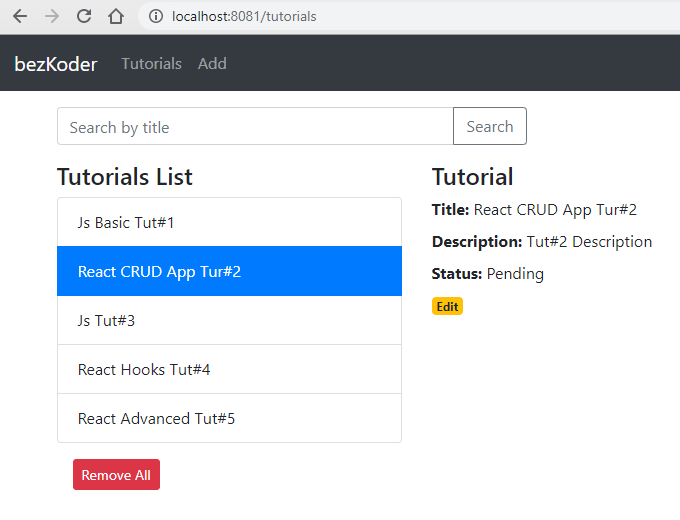 localhost:8081/tutorials
bezKoder Tutorials Add
Search by title Search
Tutorials List
Js Basic Tut#1
React CRUD App Tur#2
Js Tut#3
React Hooks Tut#4
React Advanced Tut#5
Remove All
Tutorial
Title: React CRUD App Tur#2
Description: Tut#2 Description
Status: Pending
Edit